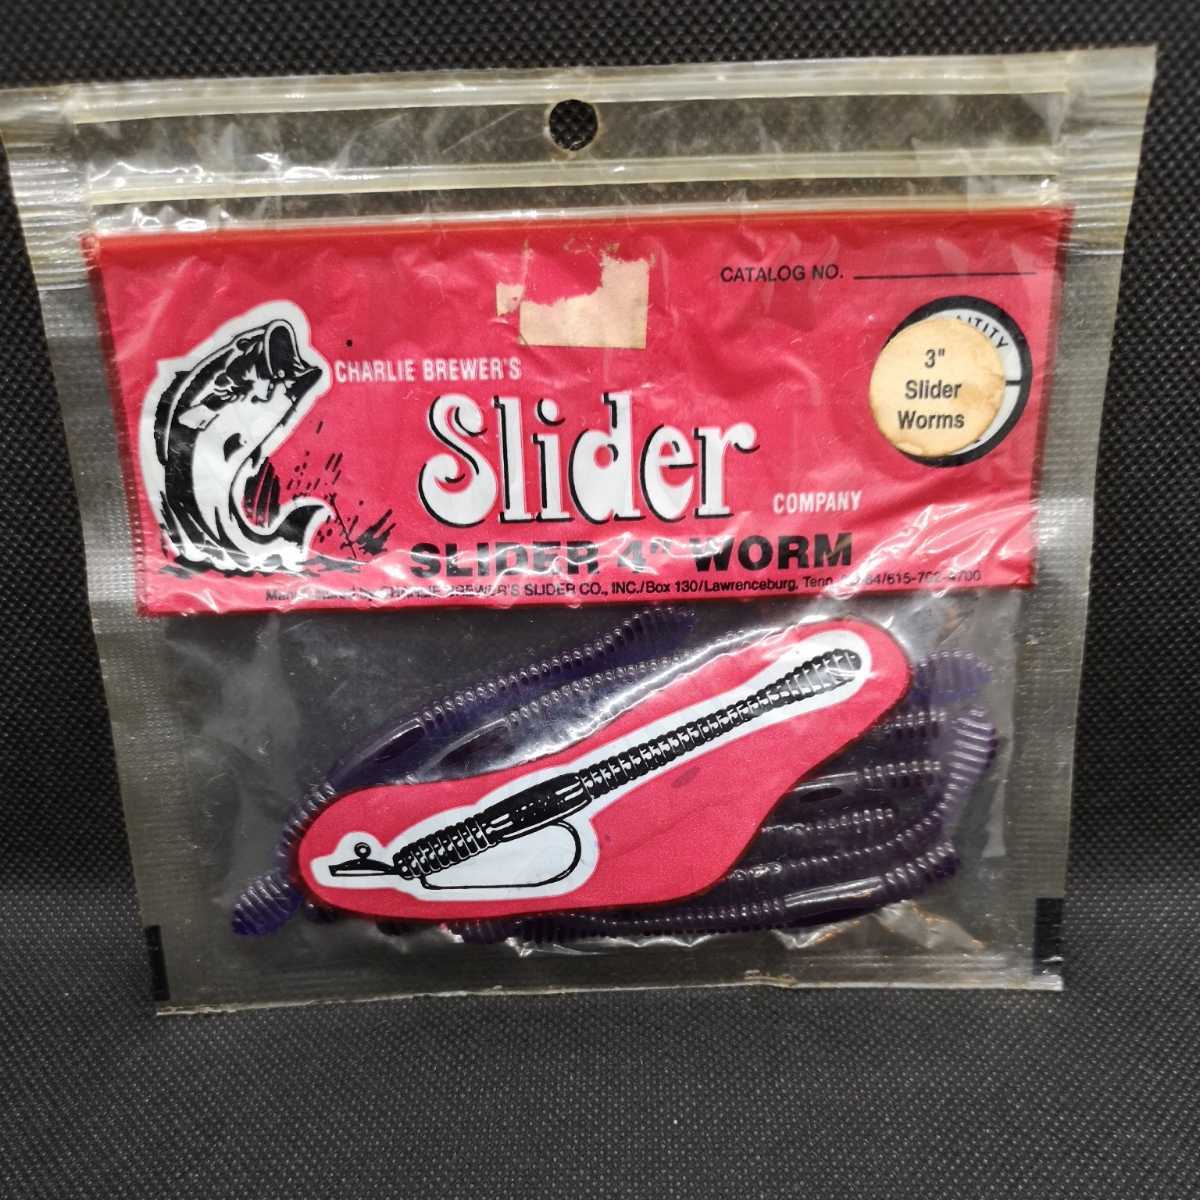 CATALOG NO.
3"
Slider
Worms
CHARLIE BREWER'S
Slider
COMPANY
SLIDER 4" WORM
BREWER'S SLIDER CO., INC./Box 130/Lawrenceburg, Tenn.